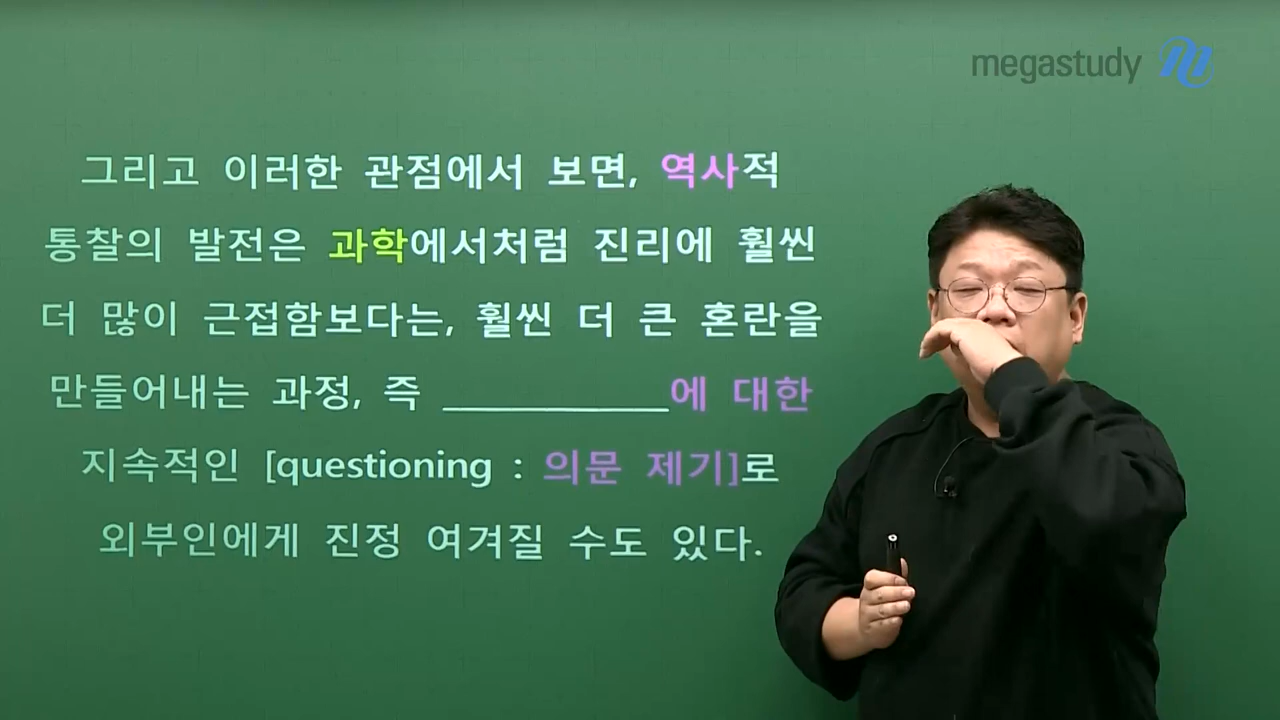 megastudy
그리고 이러한 관점에서 보면, 역사적
통찰의 발전은 과학에서처럼 진리에 훨씬
더 많이 근접함보다는, 훨씬 더 큰 혼란을
만들어내는 과정, 즉 ____________에 대한
지속적인 [questioning : 의문 제기]로
외부인에게 진정 여겨질 수도 있다.